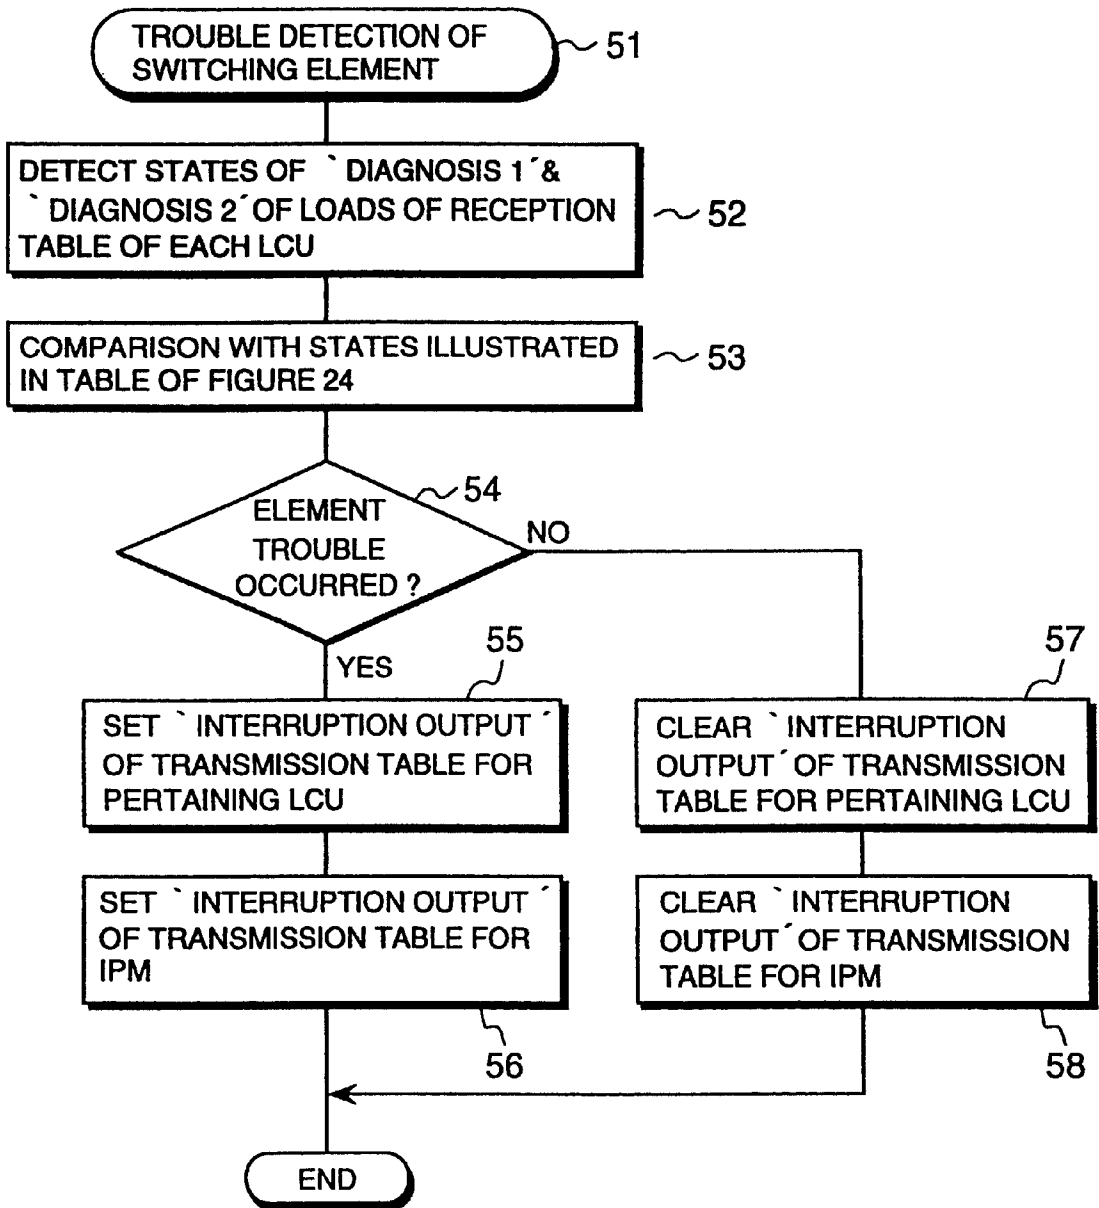 TROUBLE DETECTION OF
SWITCHING ELEMENT
51
DETECT STATES OF `DIAGNOSIS 1´&
`DIAGNOSIS 2´OF LOADS OF RECEPTION
TABLE OF EACH LCU
52
COMPARISON WITH STATES ILLUSTRATED
IN TABLE OF FIGURE 24
53
54
ELEMENT
TROUBLE
OCCURRED ?
NO
YES
55
SET `INTERRUPTION OUTPUT´
OF TRANSMISSION TABLE FOR
PERTAINING LCU
57
CLEAR `INTERRUPTION
OUTPUT´OF TRANSMISSION
TABLE FOR PERTAINING LCU
SET `INTERRUPTION OUTPUT´
OF TRANSMISSION TABLE FOR
IPM
56
CLEAR `INTERRUPTION
OUTPUT´OF TRANSMISSION
TABLE FOR IPM
58
END